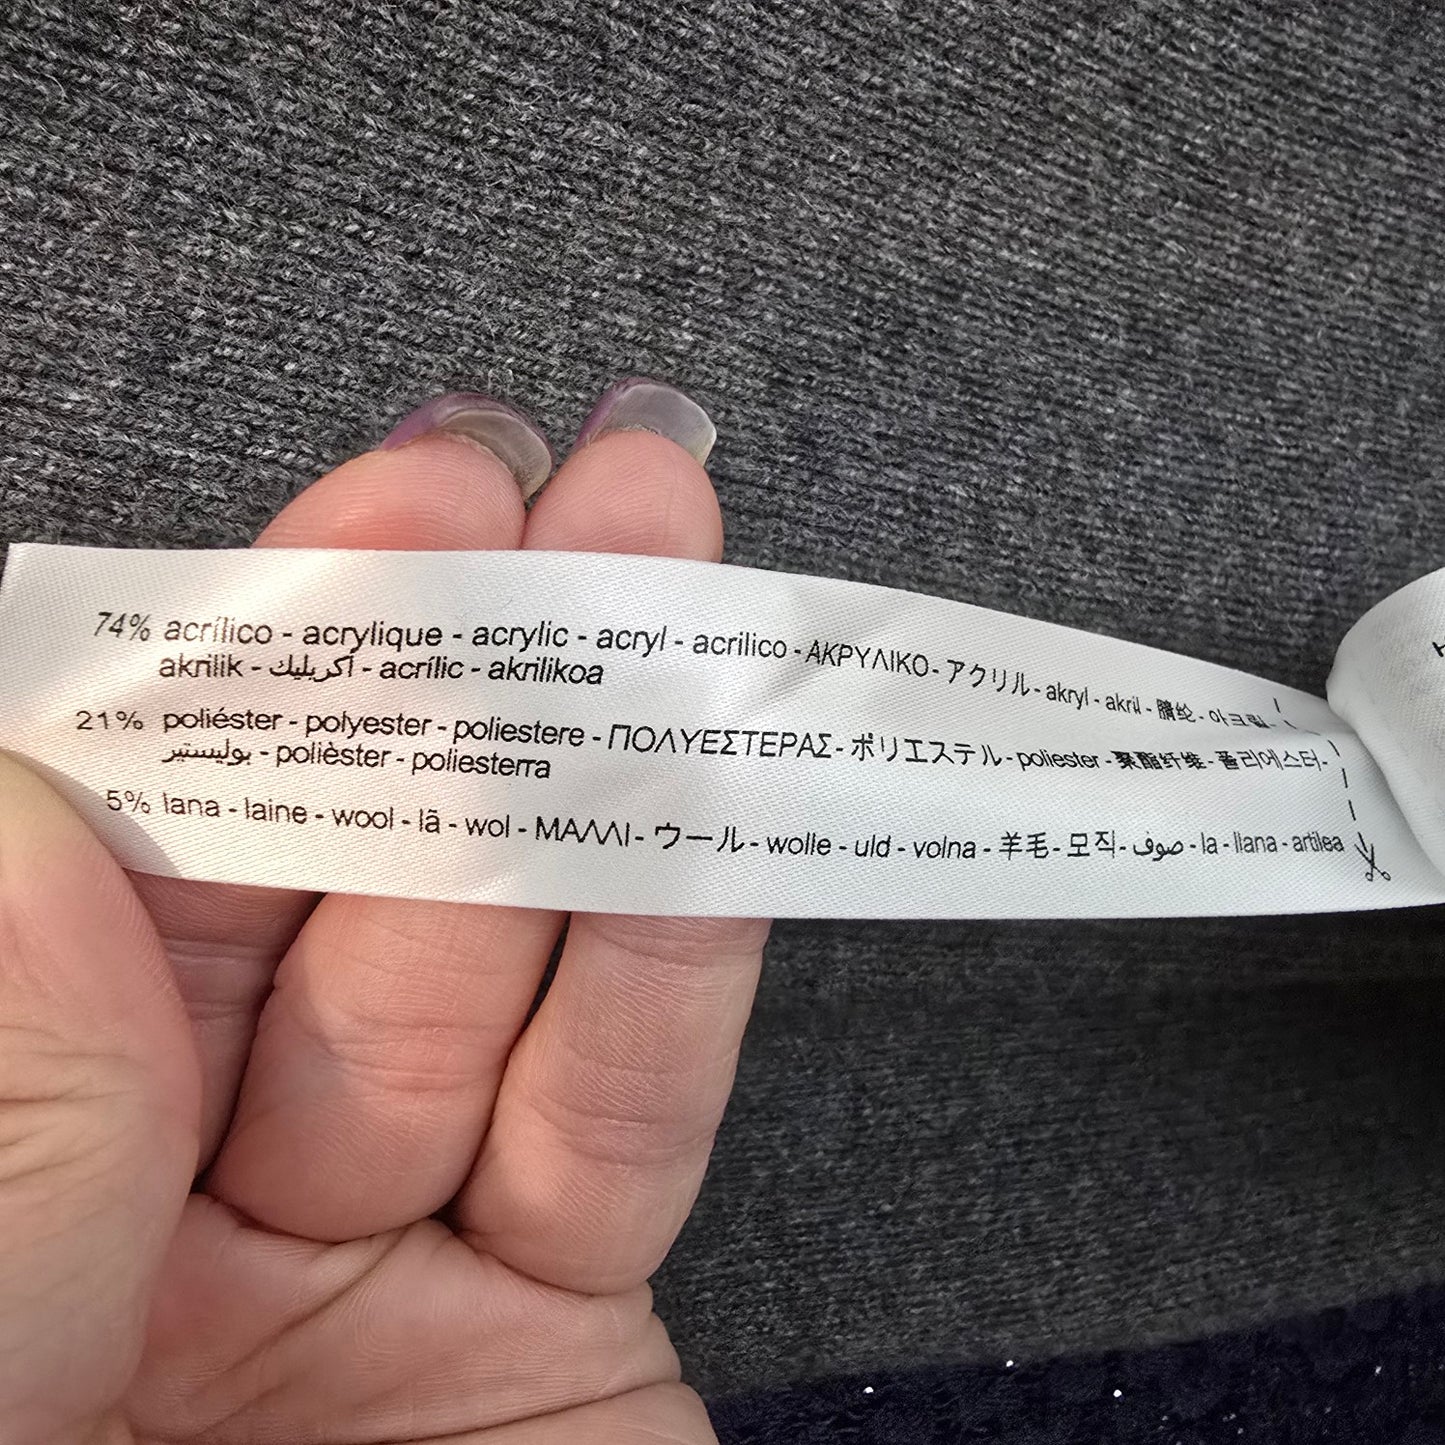 74% acrílico - acrylique - acrylic - acryl - acrilico - ΑΚΡΥΛΙΚΟ - アクリル - akryl - akril - 腈纶 - 아크릴 -
akrilik - أكريليك - acrílic - akrilikoa
21% poliéster - polyester - poliestere - ΠΟΛΥΕΣΤΕΡΑΣ - ポリエステル - poliester - 聚酯纤维 - 폴리에스터 -
بوليستير - polièster - poliesterra
5% lana - laine - wool - lã - wol - ΜΑΛΛΙ - ウール - wolle - uld - volna - 羊毛 - 모직 - صوف - la - llana - artilea